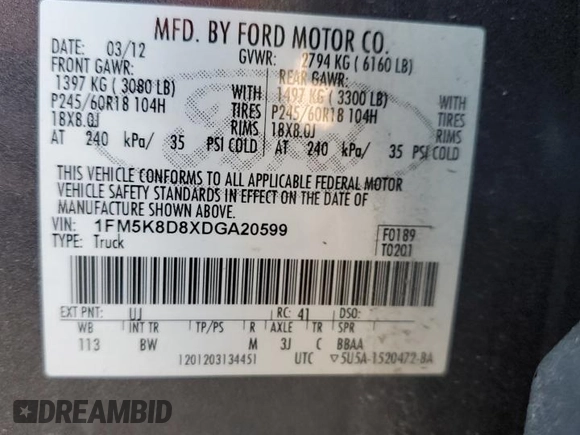 MFD. BY FORD MOTOR CO.
DATE: 03/12 GVWR: 2794 KG ( 6160 LB)
FRONT GAWR: REAR GAWR:
1397 KG ( 3080 LB) WITH 1497 KG ( 3300 LB) WITH
P245/60R18 104H TIRES P245/60R18 104H TIRES
18X8.0J RIMS 18X8.0J RIMS
AT 240 kPa/ 35 PSI COLD AT 240 kPa/ 35 PSI COLD
Ford
THIS VEHICLE CONFORMS TO ALL APPLICABLE FEDERAL MOTOR
VEHICLE SAFETY STANDARDS IN EFFECT ON THE DATE OF
MANUFACTURE SHOWN ABOVE.
VIN: 1FM5K8D8XDGA20599
TYPE: Truck
F0189
T0201
EXT PNT: UJ RC: 41 DSO:
WB INT TR TP/PS R AXLE TR SPR
113 BW M 3J C BBAA
1201203134451 UTC ▽5U5A-1520472-BA
DREAMBID